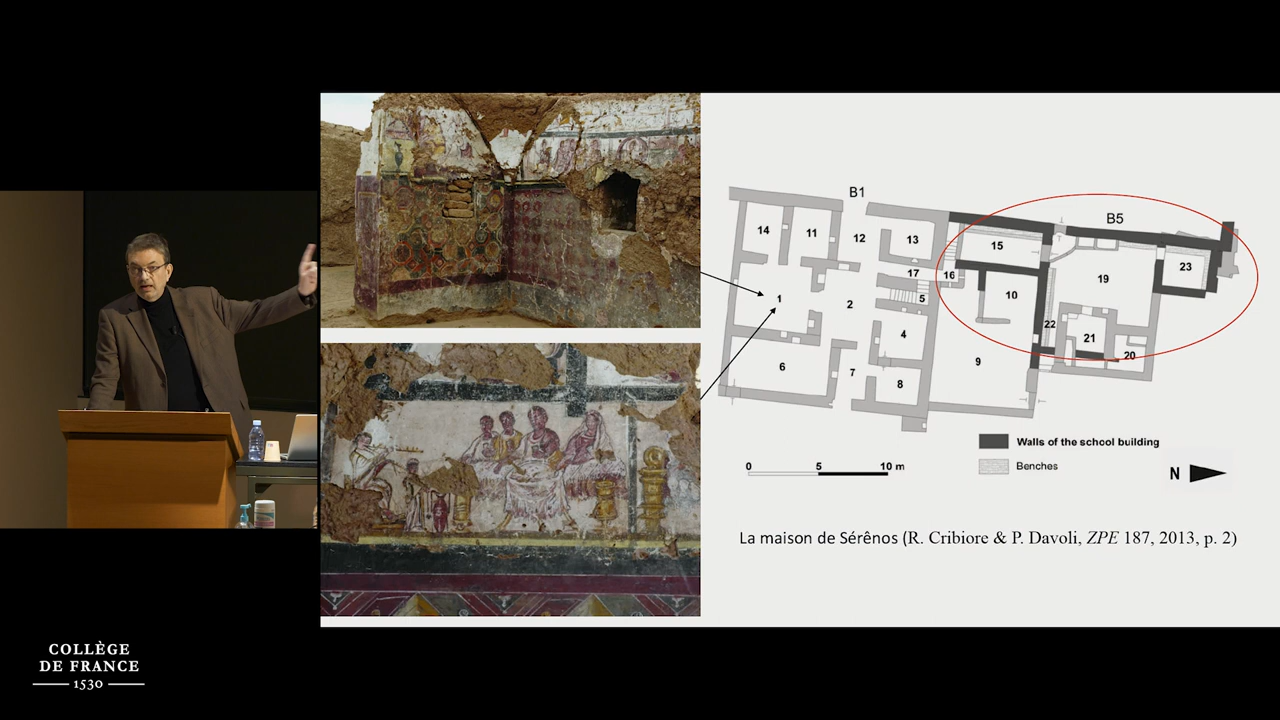 B1
B5
14
11
12
13
15
16
17
5
1
2
10
19
23
4
22
21
20
6
7
8
9
Walls of the school building
Benches
0 5 10 m
N
La maison de Sérênos (R. Cribiore & P. Davoli, ZPE 187, 2013, p. 2)
COLLÈGE
DE FRANCE
1530